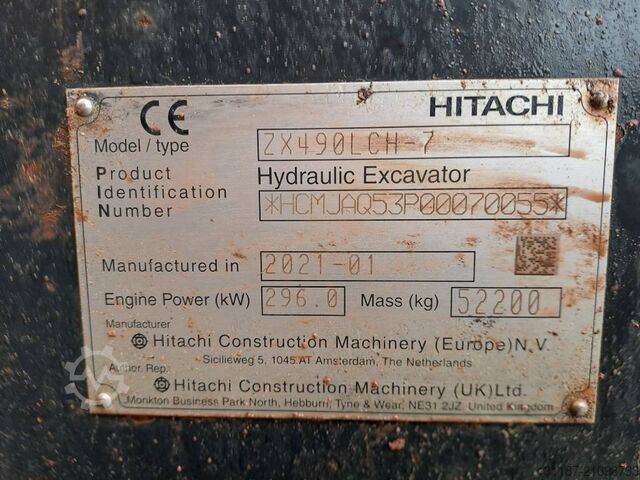 CE
HITACHI
Model / type ZX490LCH-7
Product Hydraulic Excavator
Identification
Number *HCMJAQ53P00070055*
Manufactured in 2021-01
Engine Power (kW) 296.0 Mass (kg) 52200
Manufacturer
Hitachi Construction Machinery (Europe)N.V.
Siciliëweg 5, 1045 AT Amsterdam, The Netherlands
Author. Rep.
Hitachi Construction Machinery (UK)Ltd.
Monkton Business Park North, Hebburn, Tyne & Wear, NE31 2JZ, United Kingdom